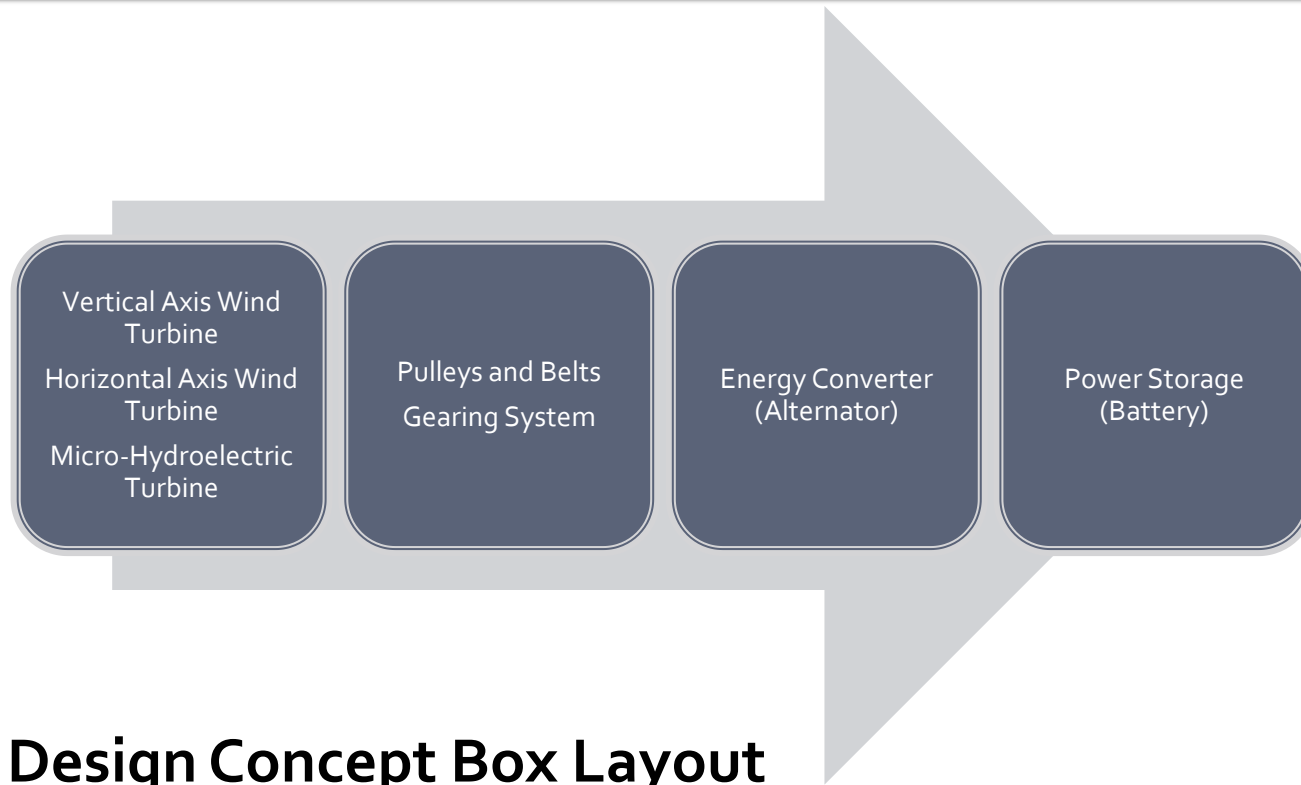 Vertical Axis Wind
Turbine
Horizontal Axis Wind
Turbine
Micro-Hydroelectric
Turbine
Pulleys and Belts
Gearing System
Energy Converter
(Alternator)
Power Storage
(Battery)
Design Concept Box Layout